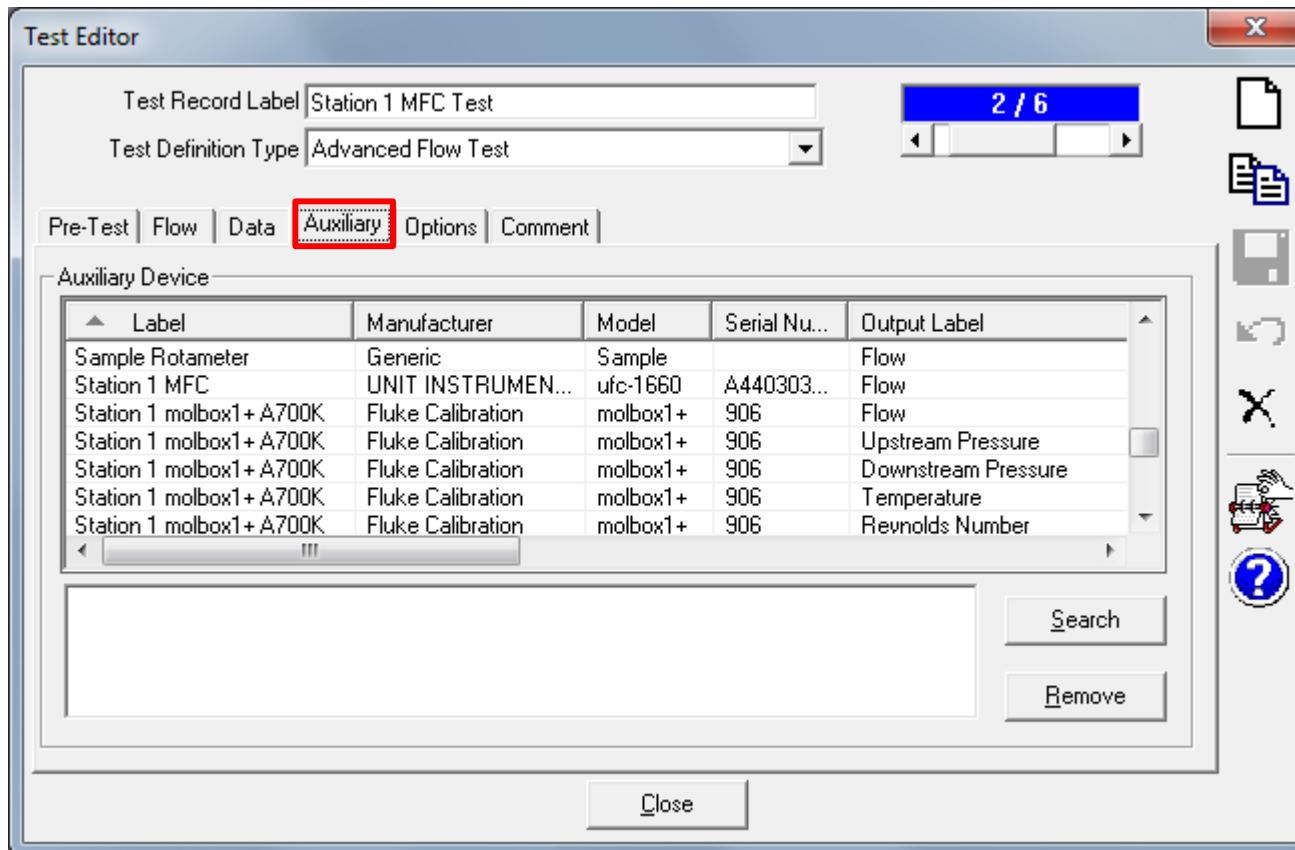 Test Editor
Test Record Label Station 1 MFC Test
2 / 6
Test Definition Type Advanced Flow Test
Pre-Test Flow Data Auxiliary Options Comment
Auxiliary Device
Label Manufacturer Model Serial Nu... Output Label
Sample Rotameter Generic Sample Flow
Station 1 MFC UNIT INSTRUMEN... ufc-1660 A440303... Flow
Station 1 molbox1+ A700K Fluke Calibration molbox1+ 906 Flow
Station 1 molbox1+ A700K Fluke Calibration molbox1+ 906 Upstream Pressure
Station 1 molbox1+ A700K Fluke Calibration molbox1+ 906 Downstream Pressure
Station 1 molbox1+ A700K Fluke Calibration molbox1+ 906 Temperature
Station 1 molbox1+ A700K Fluke Calibration molbox1+ 906 Reynolds Number
Search
Remove
Close